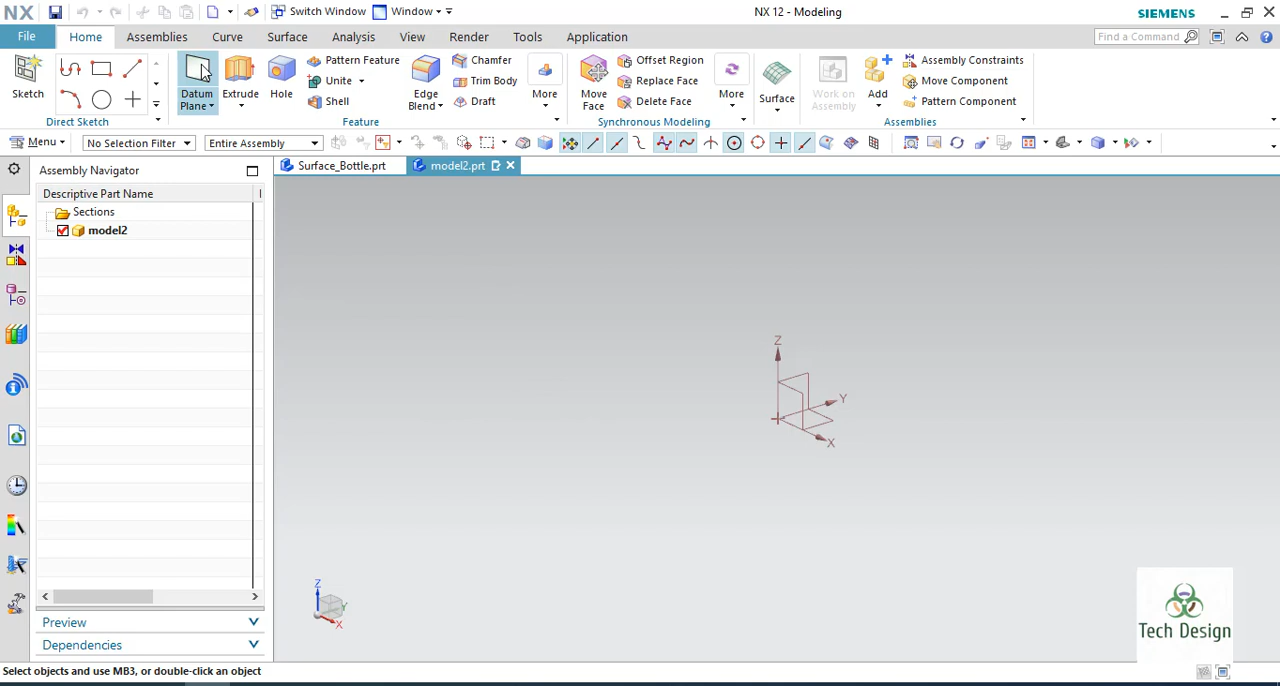 NX
Switch Window
Window
NX 12 - Modeling
SIEMENS
File
Home
Assemblies
Curve
Surface
Analysis
View
Render
Tools
Application
Find a Command
Sketch
Direct Sketch
Datum
Plane
Extrude
Hole
Pattern Feature
Unite
Shell
Edge
Blend
Chamfer
Trim Body
Draft
More
Feature
Move
Face
Offset Region
Replace Face
Delete Face
More
Synchronous Modeling
Surface
Work on
Assembly
Add
Assembly Constraints
Move Component
Pattern Component
Assemblies
Menu
No Selection Filter
Entire Assembly
Assembly Navigator
Surface_Bottle.prt
model2.prt
Descriptive Part Name
I
Sections
model2
Z
Y
X
Z
Y
X
Tech Design
Preview
Dependencies
Select objects and use MB3, or double-click an object